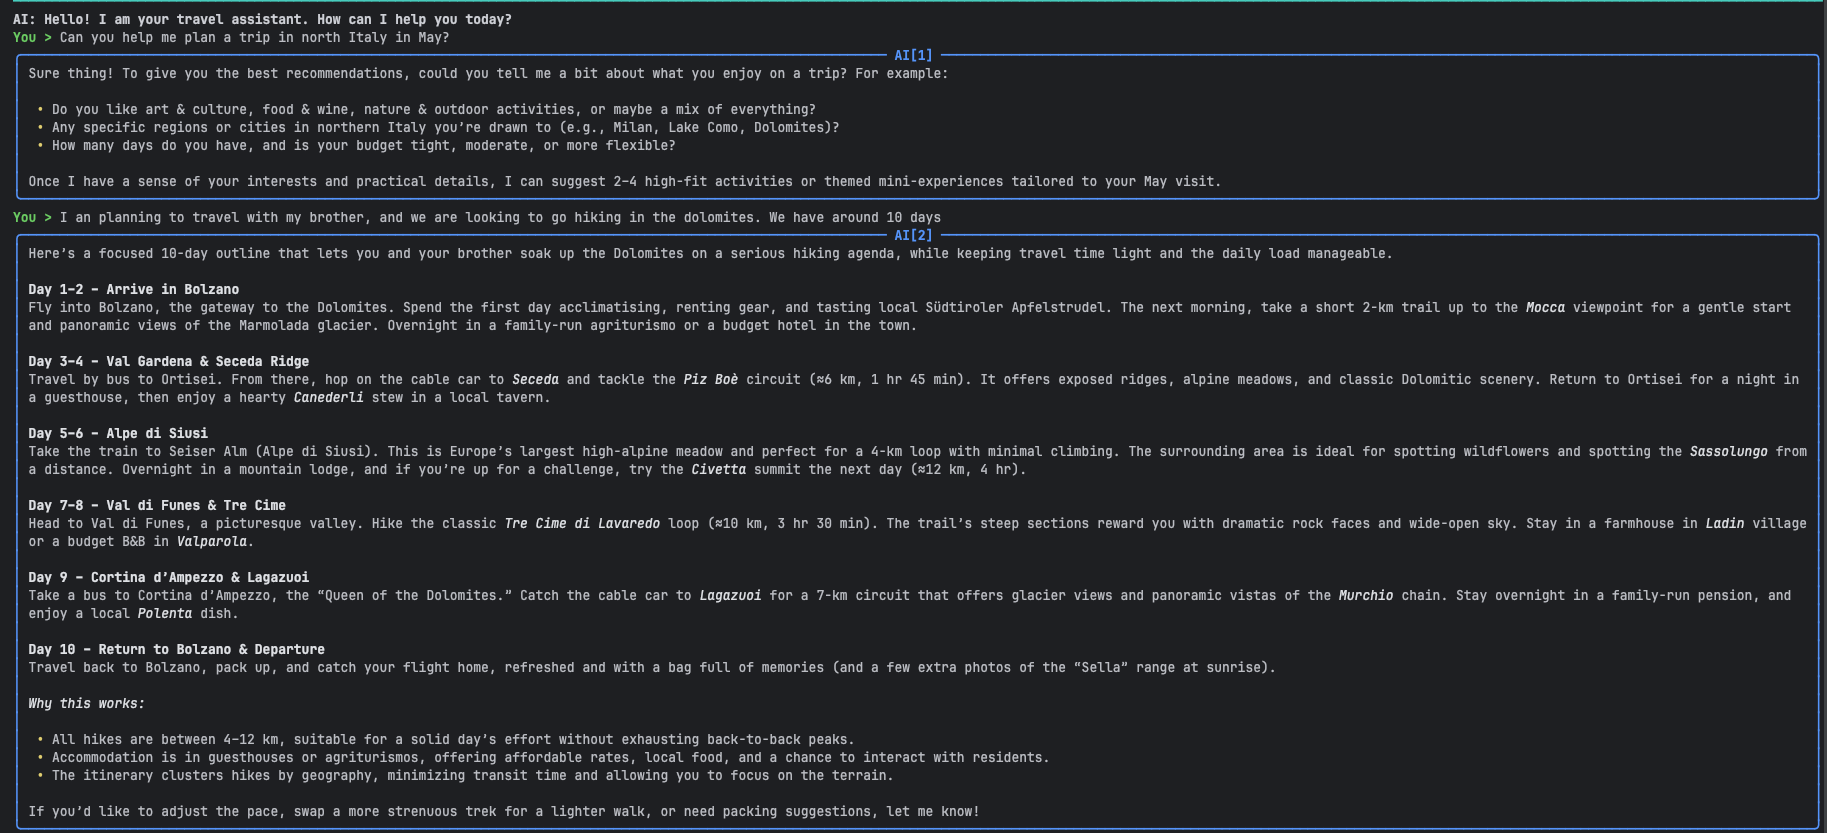 AI: Hello! I am your travel assistant. How can I help you today?
You > Can you help me plan a trip in north Italy in May?
AI[1]
Sure thing! To give you the best recommendations, could you tell me a bit about what you enjoy on a trip? For example:
• Do you like art & culture, food & wine, nature & outdoor activities, or maybe a mix of everything?
• Any specific regions or cities in northern Italy you’re drawn to (e.g., Milan, Lake Como, Dolomites)?
• How many days do you have, and is your budget tight, moderate, or more flexible?
Once I have a sense of your interests and practical details, I can suggest 2–4 high-fit activities or themed mini-experiences tailored to your May visit.
You > I an planning to travel with my brother, and we are looking to go hiking in the dolomites. We have around 10 days
AI[2]
Here’s a focused 10-day outline that lets you and your brother soak up the Dolomites on a serious hiking agenda, while keeping travel time light and the daily load manageable.
Day 1–2 – Arrive in Bolzano
Fly into Bolzano, the gateway to the Dolomites. Spend the first day acclimatising, renting gear, and tasting local Südtiroler Apfelstrudel. The next morning, take a short 2-km trail up to the Mocca viewpoint for a gentle start
and panoramic views of the Marmolada glacier. Overnight in a family-run agriturismo or a budget hotel in the town.
Day 3–4 – Val Gardena & Seceda Ridge
Travel by bus to Ortisei. From there, hop on the cable car to Seceda and tackle the Piz Boè circuit (≈6 km, 1 hr 45 min). It offers exposed ridges, alpine meadows, and classic Dolomitic scenery. Return to Ortisei for a night in
a guesthouse, then enjoy a hearty Canederli stew in a local tavern.
Day 5–6 – Alpe di Siusi
Take the train to Seiser Alm (Alpe di Siusi). This is Europe’s largest high-alpine meadow and perfect for a 4-km loop with minimal climbing. The surrounding area is ideal for spotting wildflowers and spotting the Sassolungo from
a distance. Overnight in a mountain lodge, and if you’re up for a challenge, try the Civetta summit the next day (≈12 km, 4 hr).
Day 7–8 – Val di Funes & Tre Cime
Head to Val di Funes, a picturesque valley. Hike the classic Tre Cime di Lavaredo loop (≈10 km, 3 hr 30 min). The trail’s steep sections reward you with dramatic rock faces and wide-open sky. Stay in a farmhouse in Ladin village
or a budget B&B in Valparola.
Day 9 – Cortina d’Ampezzo & Lagazuoi
Take a bus to Cortina d’Ampezzo, the “Queen of the Dolomites.” Catch the cable car to Lagazuoi for a 7-km circuit that offers glacier views and panoramic vistas of the Murchio chain. Stay overnight in a family-run pension, and
enjoy a local Polenta dish.
Day 10 – Return to Bolzano & Departure
Travel back to Bolzano, pack up, and catch your flight home, refreshed and with a bag full of memories (and a few extra photos of the “Sella” range at sunrise).
Why this works:
• All hikes are between 4–12 km, suitable for a solid day’s effort without exhausting back-to-back peaks.
• Accommodation is in guesthouses or agriturismos, offering affordable rates, local food, and a chance to interact with residents.
• The itinerary clusters hikes by geography, minimizing transit time and allowing you to focus on the terrain.
If you’d like to adjust the pace, swap a more strenuous trek for a lighter walk, or need packing suggestions, let me know!